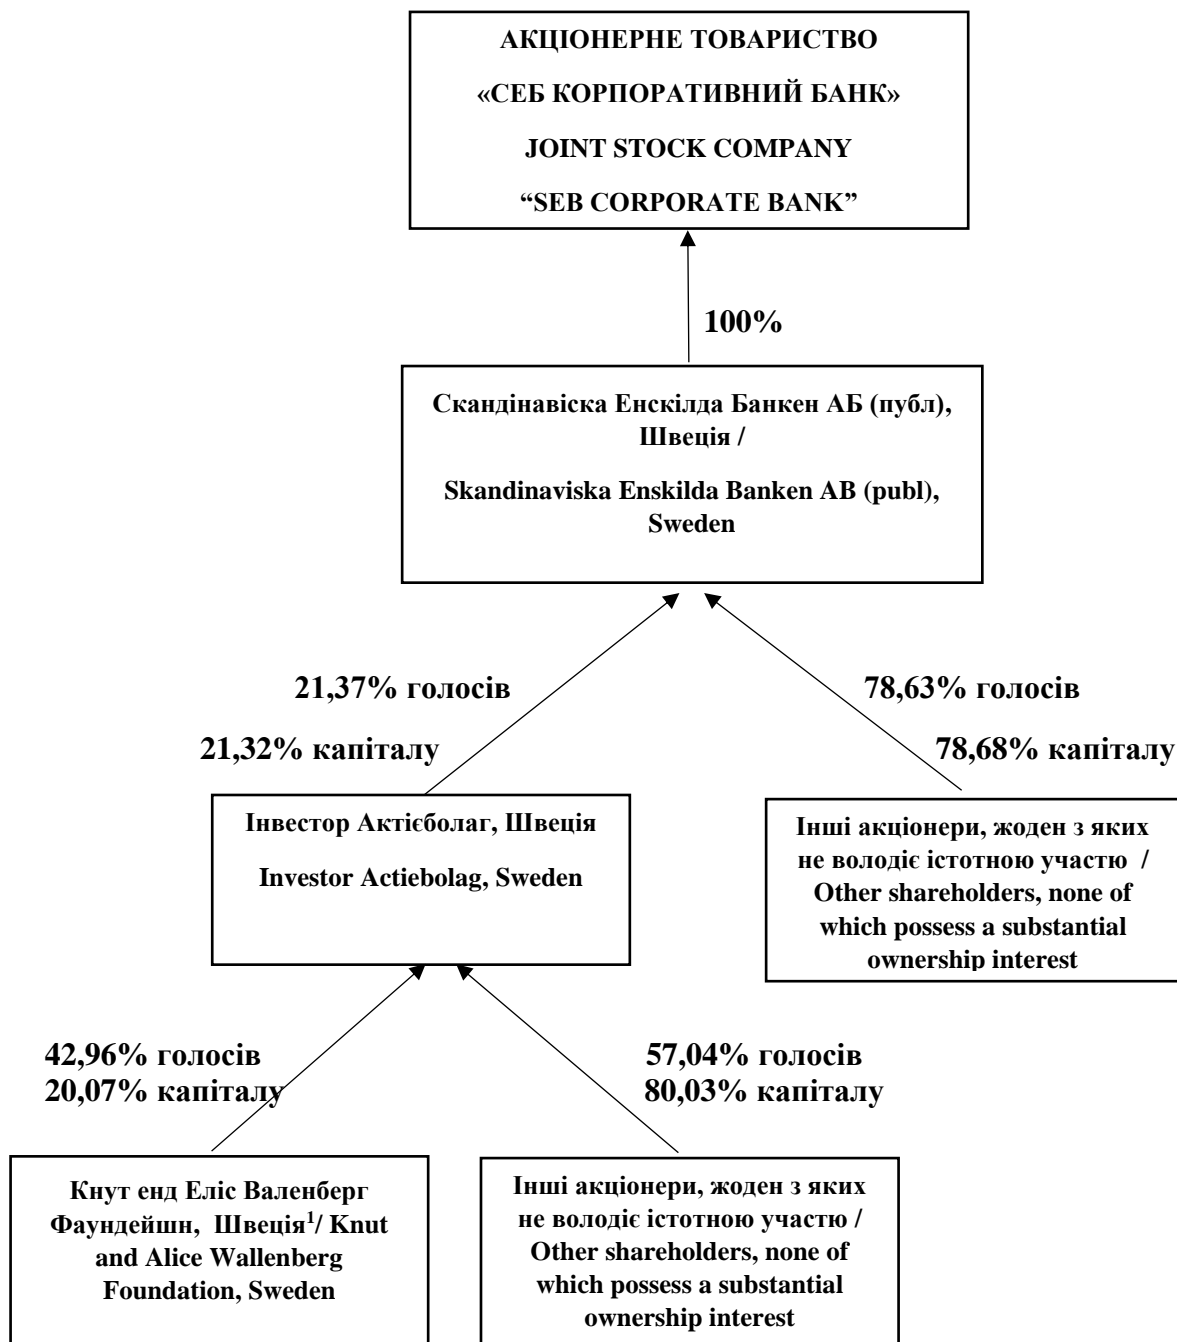 АКЦІОНЕРНЕ ТОВАРИСТВО
«СЕБ КОРПОРАТИВНИЙ БАНК»
JOINT STOCK COMPANY
“SEB CORPORATE BANK”
100%
Скандінавіска Енскілда Банкен АБ (публ),
Швеція /
Skandinaviska Enskilda Banken AB (publ),
Sweden
21,37% голосів
21,32% капіталу
78,63% голосів
78,68% капіталу
Інвестор Актієболаг, Швеція
Investor Actiebolag, Sweden
Інші акціонери, жоден з яких
не володіє істотною участю /
Other shareholders, none of
which possess a substantial
ownership interest
42,96% голосів
20,07% капіталу
57,04% голосів
80,03% капіталу
Кнут енд Еліс Валенберг
Фаундейшн, Швеція¹/ Knut
and Alice Wallenberg
Foundation, Sweden
Інші акціонери, жоден з яких
не володіє істотною участю /
Other shareholders, none of
which possess a substantial
ownership interest